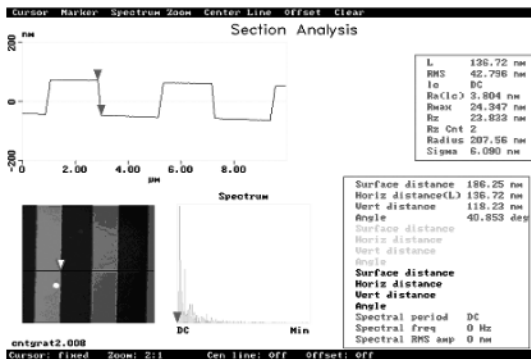 Cursor Marker Spectrum Zoom Center Line Offset Clear
Section Analysis
nm
200
0
-200
0 2.00 4.00 6.00 8.00
µm
L 136.72 nm
RMS 42.796 nm
lc DC
Ra(lc) 3.804 nm
Rmax 24.347 nm
Rz 23.833 nm
Rz Cnt 2
Radius 207.56 nm
Sigma 6.090 nm
Spectrum
DC Min
Surface distance 186.25 nm
Horiz distance(L) 136.72 nm
Vert distance 118.23 nm
Angle 40.853 deg
Surface distance
Horiz distance
Vert distance
Angle
Surface distance
Horiz distance
Vert distance
Angle
Spectral period DC
Spectral freq 0 Hz
Spectral RMS amp 0 nm
cntgrat2.008
Cursor: fixed Zoom: 2:1 Cen line: Off Offset: Off